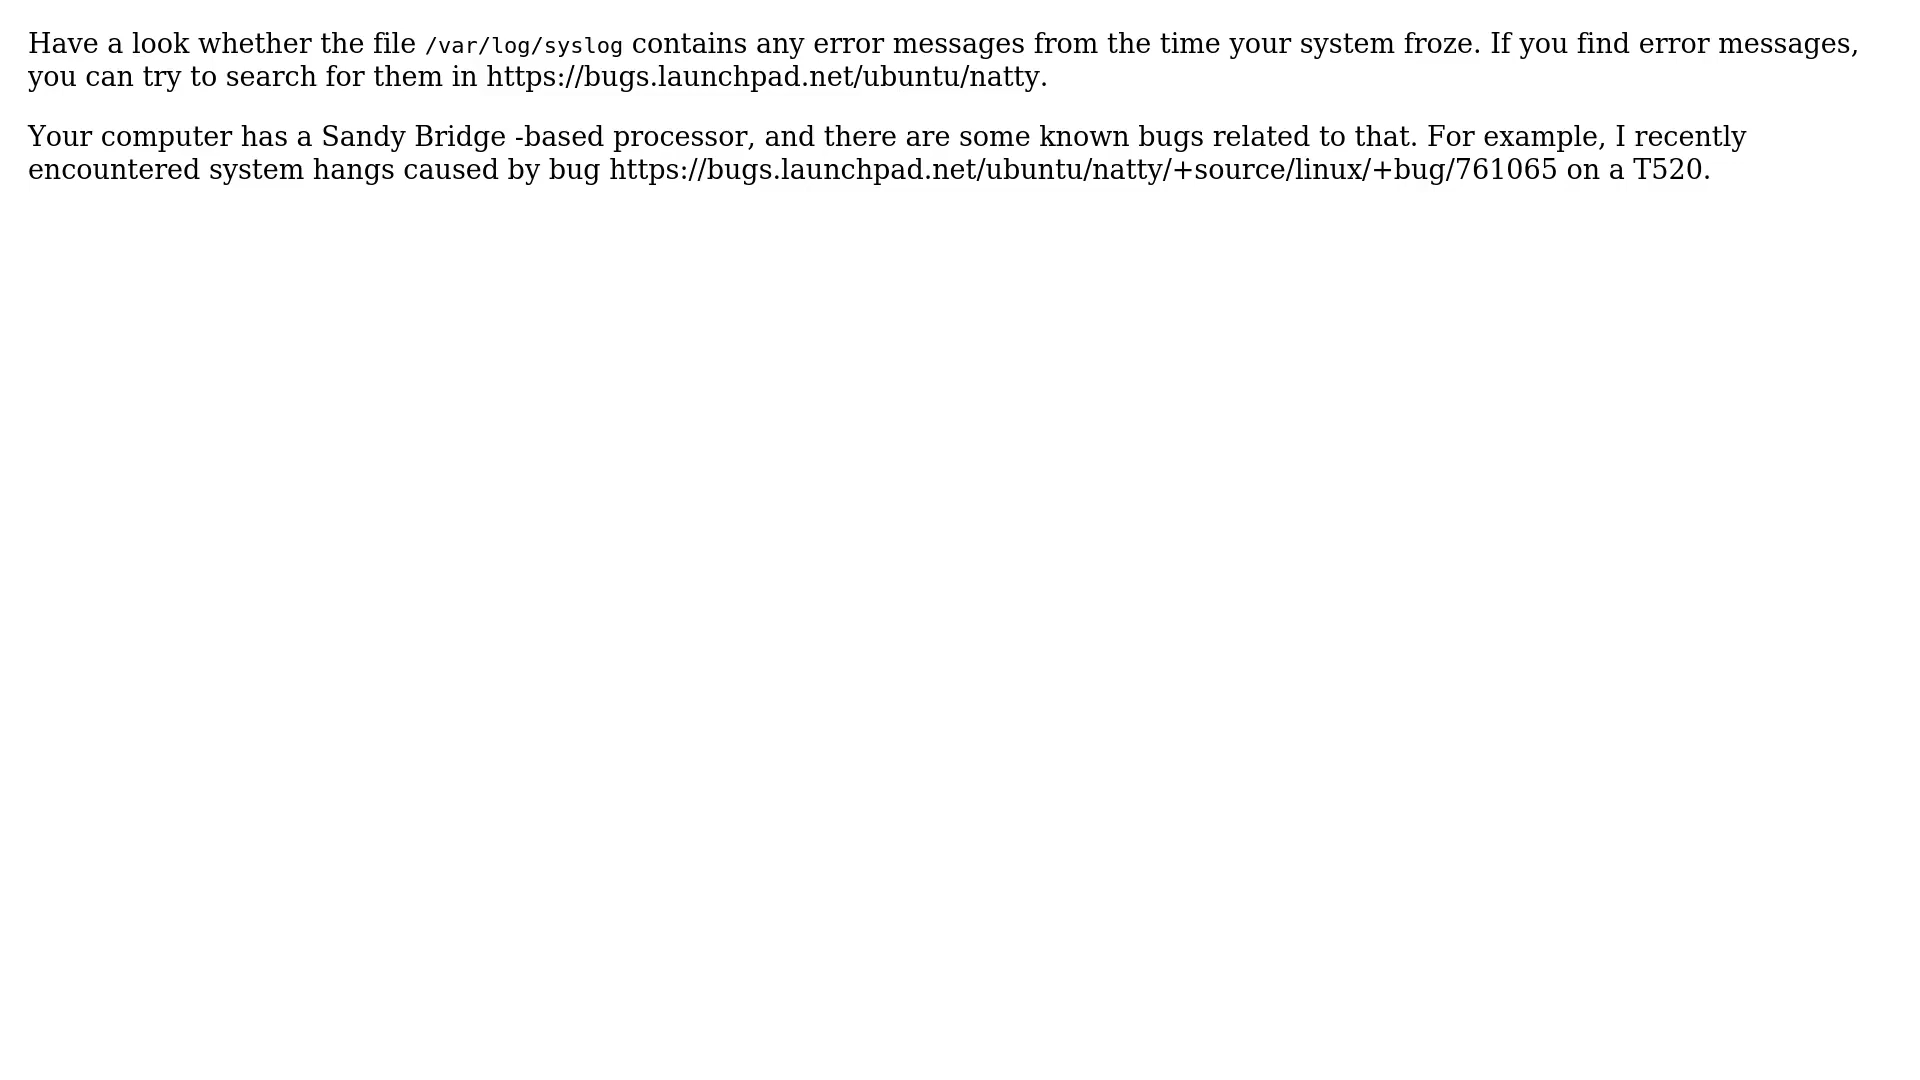 Have a look whether the file /var/log/syslog contains any error messages from the time your system froze. If you find error messages,
you can try to search for them in https://bugs.launchpad.net/ubuntu/natty.
Your computer has a Sandy Bridge -based processor, and there are some known bugs related to that. For example, I recently
encountered system hangs caused by bug https://bugs.launchpad.net/ubuntu/natty/+source/linux/+bug/761065 on a T520.